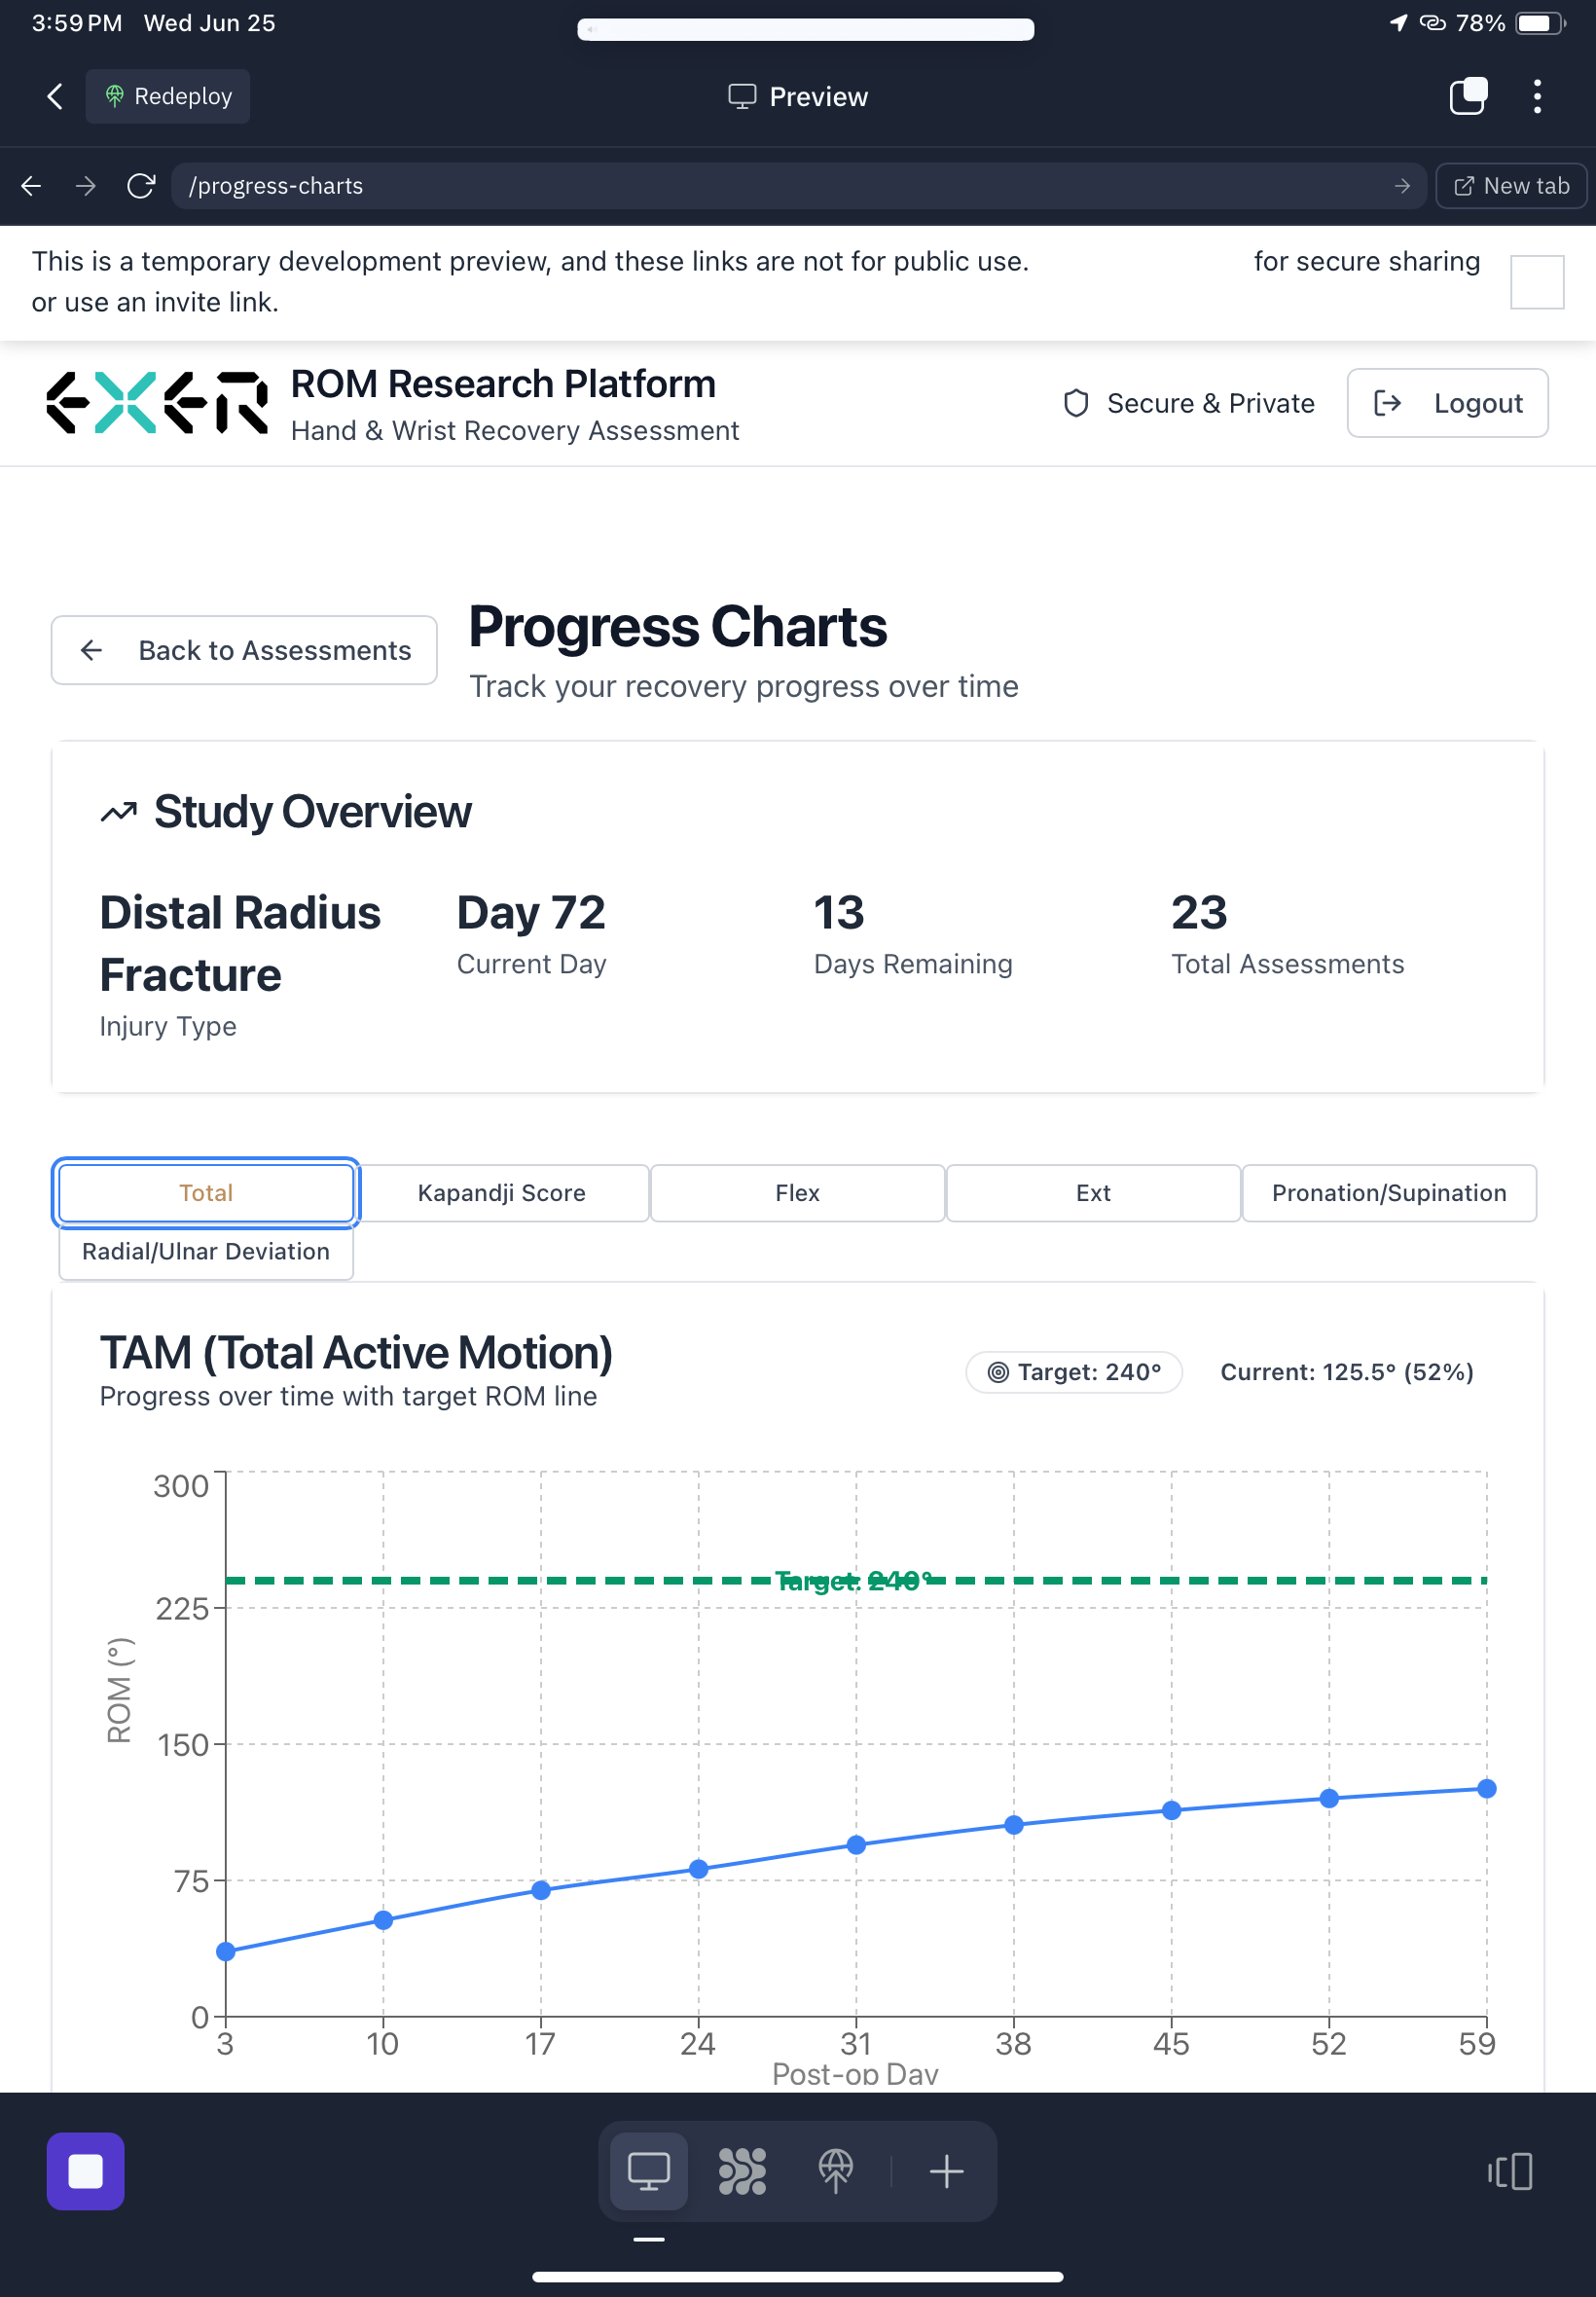 3:59 PM Wed Jun 25
78%
Redeploy
Preview
/progress-charts
New tab
This is a temporary development preview, and these links are not for public use. for secure sharing
or use an invite link.
EXER
ROM Research Platform
Hand & Wrist Recovery Assessment
Secure & Private
Logout
Back to Assessments
Progress Charts
Track your recovery progress over time
Study Overview
Distal Radius
Fracture
Injury Type
Day 72
Current Day
13
Days Remaining
23
Total Assessments
Total
Kapandji Score
Flex
Ext
Pronation/Supination
Radial/Ulnar Deviation
TAM (Total Active Motion)
Progress over time with target ROM line
Target: 240°
Current: 125.5° (52%)
300
Target: 240°
225
ROM (°)
150
75
0
3 10 17 24 31 38 45 52 59
Post-op Day